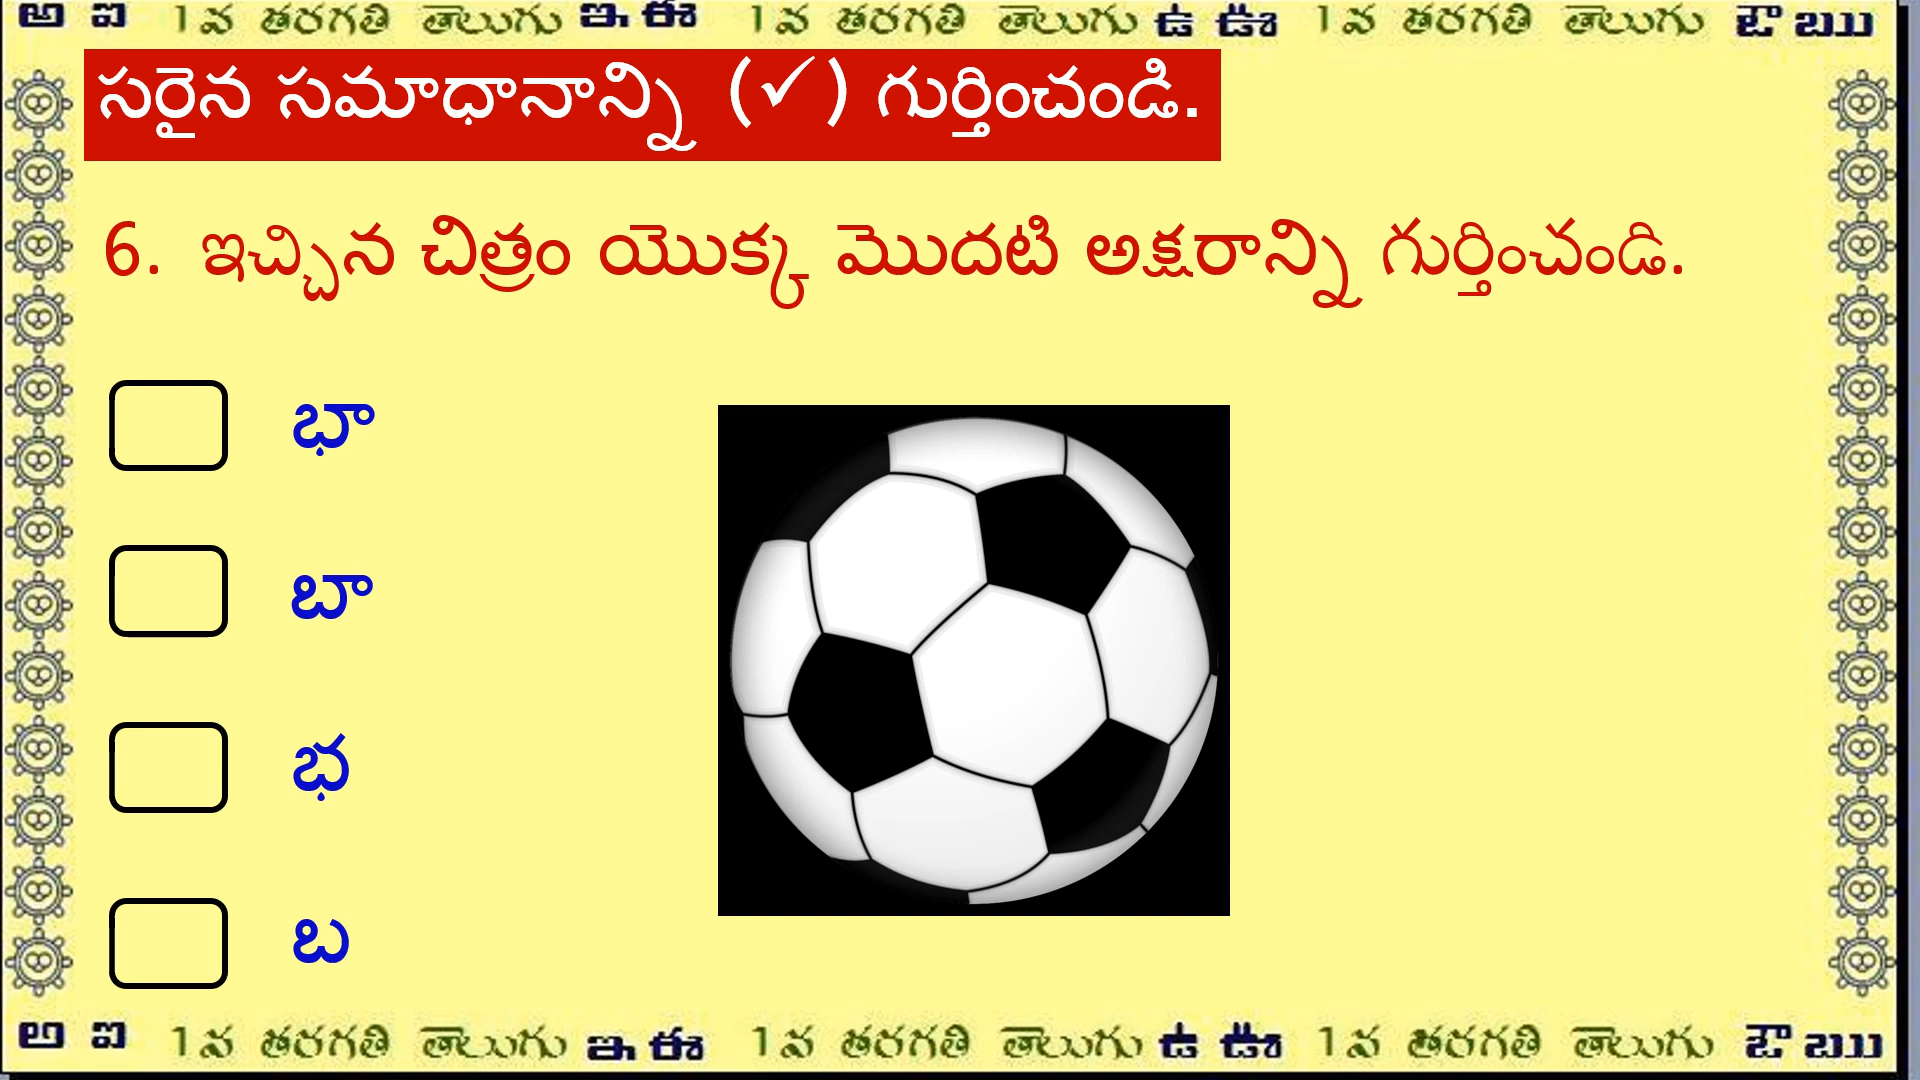 అ ఐ 1వ తరగతి తెలుగు ఇ ఈ 1వ తరగతి తెలుగు ఉ ఊ 1వ తరగతి తెలుగు ఔ ఋ
సరైన సమాధానాన్ని (✓) గుర్తించండి.
6. ఇచ్చిన చిత్రం యొక్క మొదటి అక్షరాన్ని గుర్తించండి.
భా
బా
భ
బ
అ ఐ 1వ తరగతి తెలుగు ఇ ఈ 1వ తరగతి తెలుగు ఉ ఊ 1వ తరగతి తెలుగు ఔ ఋ